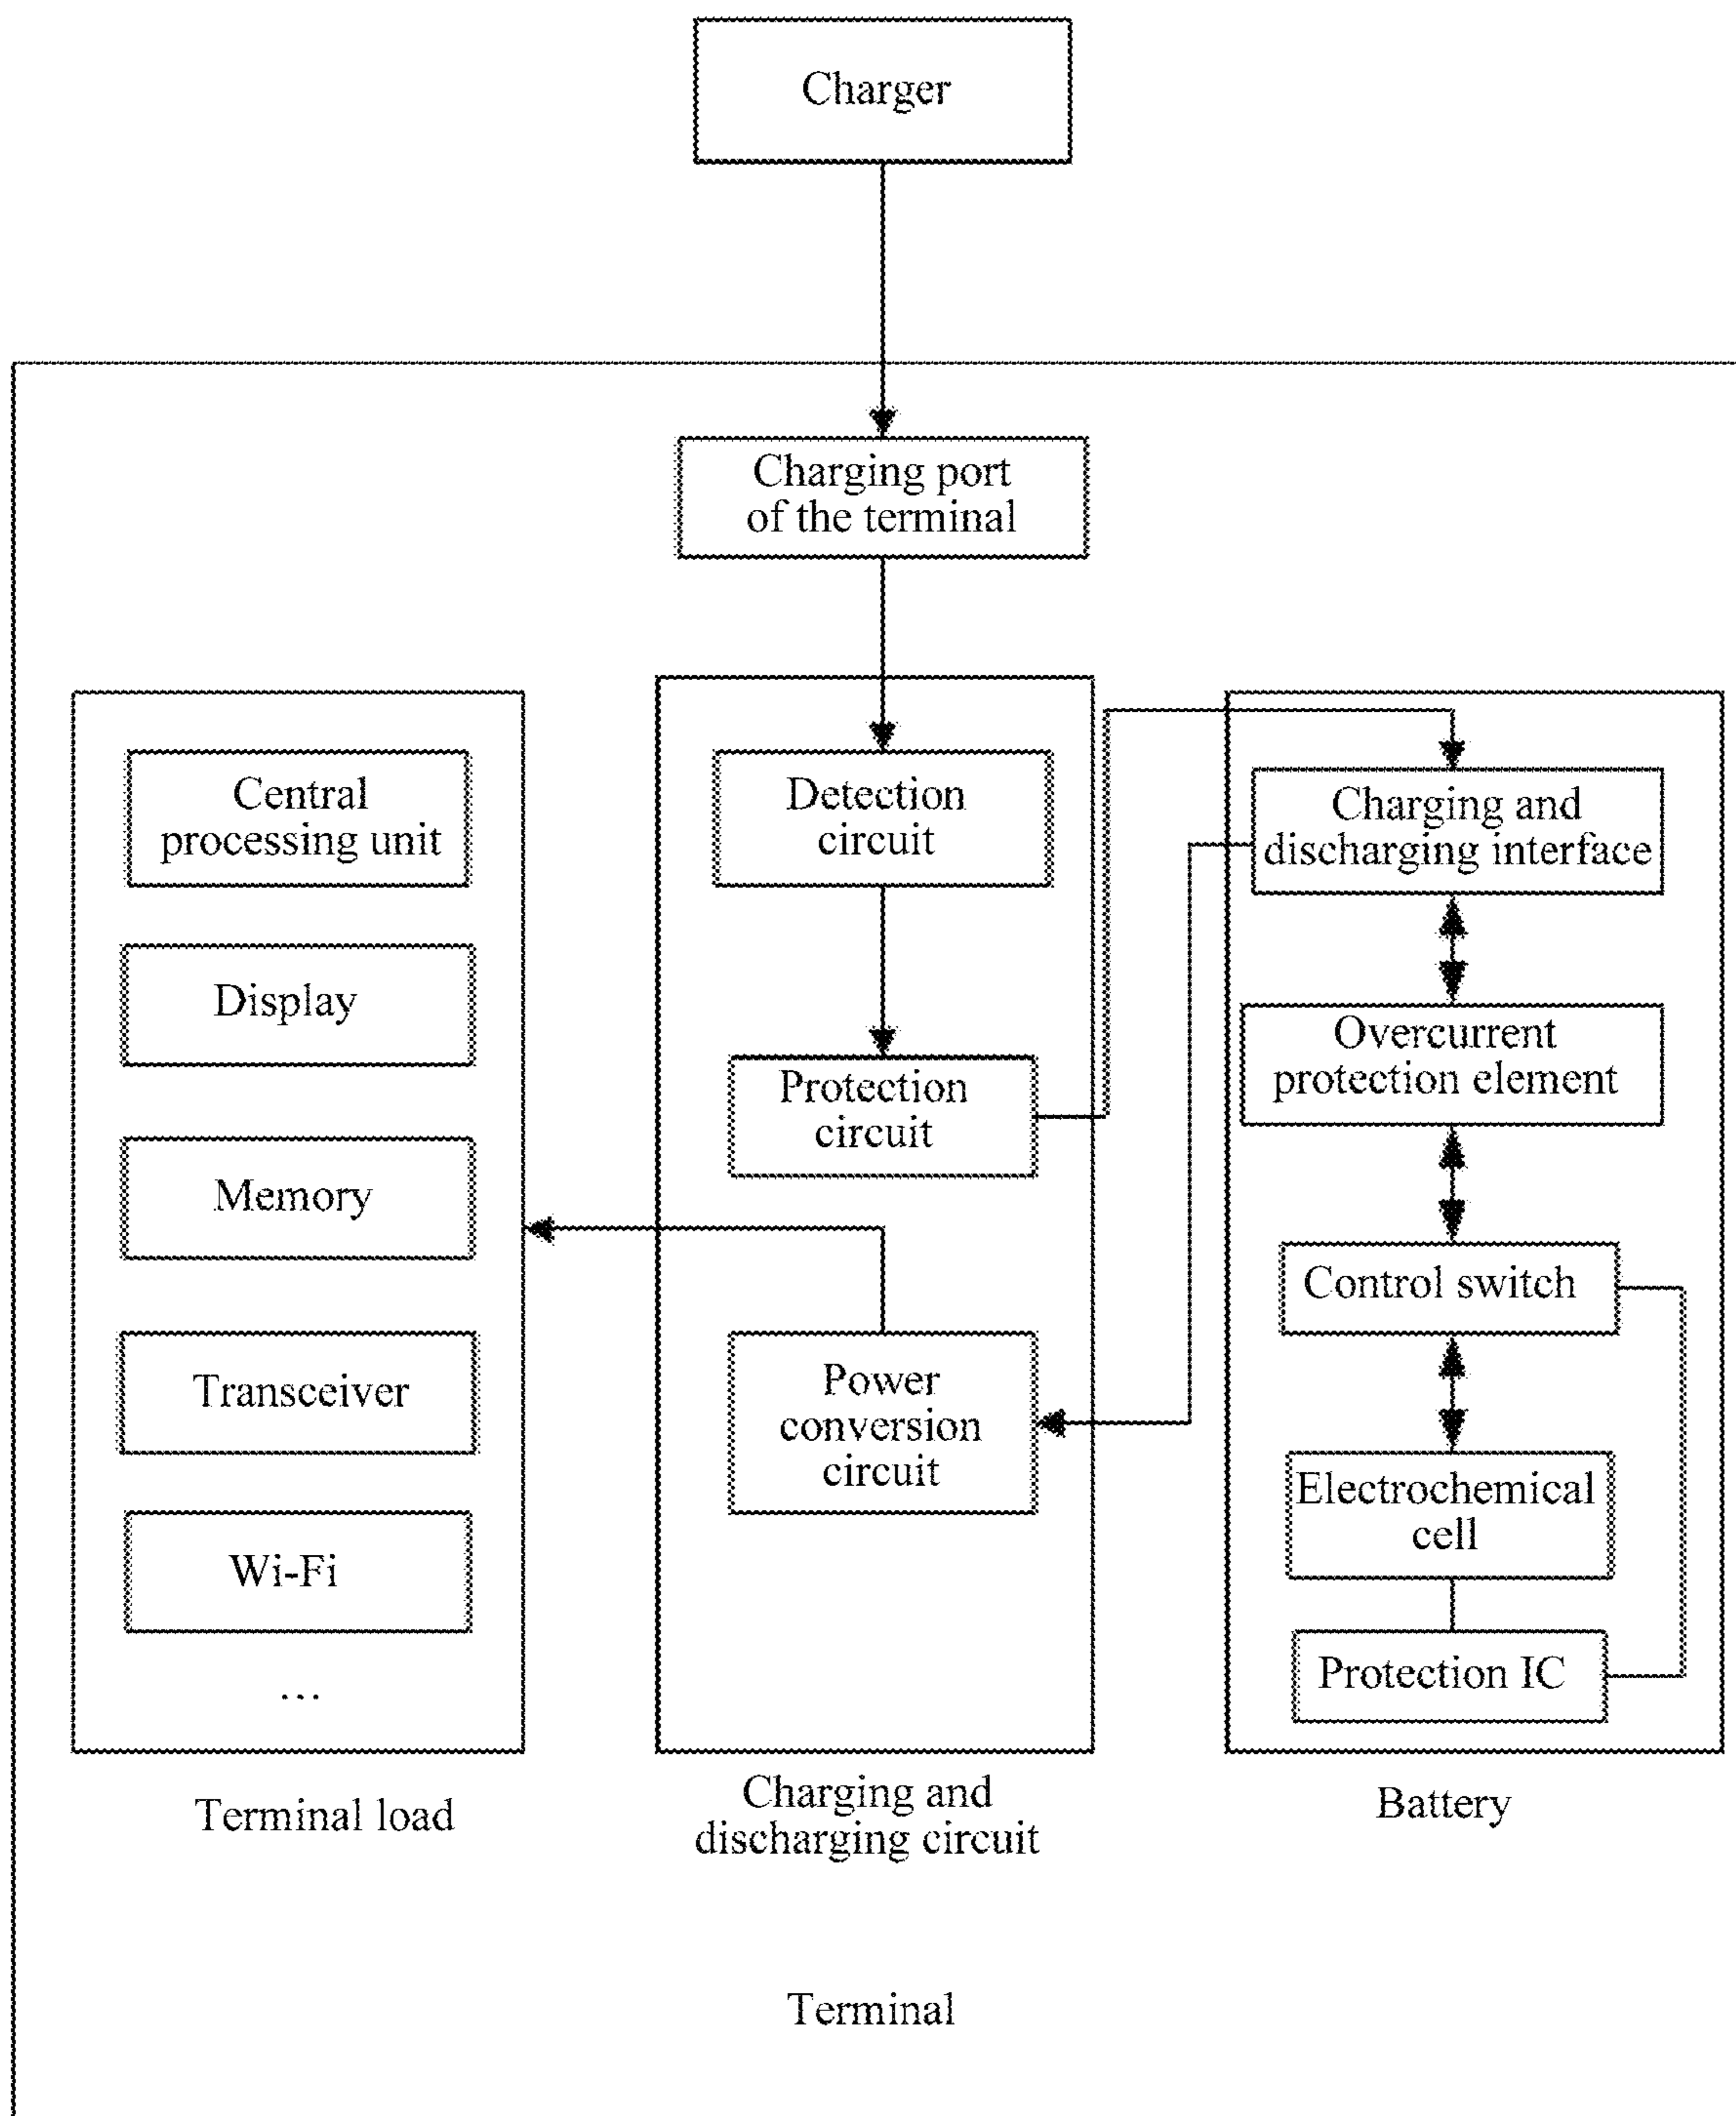 Charger
Charging port
of the terminal
Central
processing unit
Display
Memory
Transceiver
Wi-Fi
...
Terminal load
Detection
circuit
Protection
circuit
Power
conversion
circuit
Charging and
discharging circuit
Charging and
discharging interface
Overcurrent
protection element
Control switch
Electrochemical
cell
Protection IC
Battery
Terminal